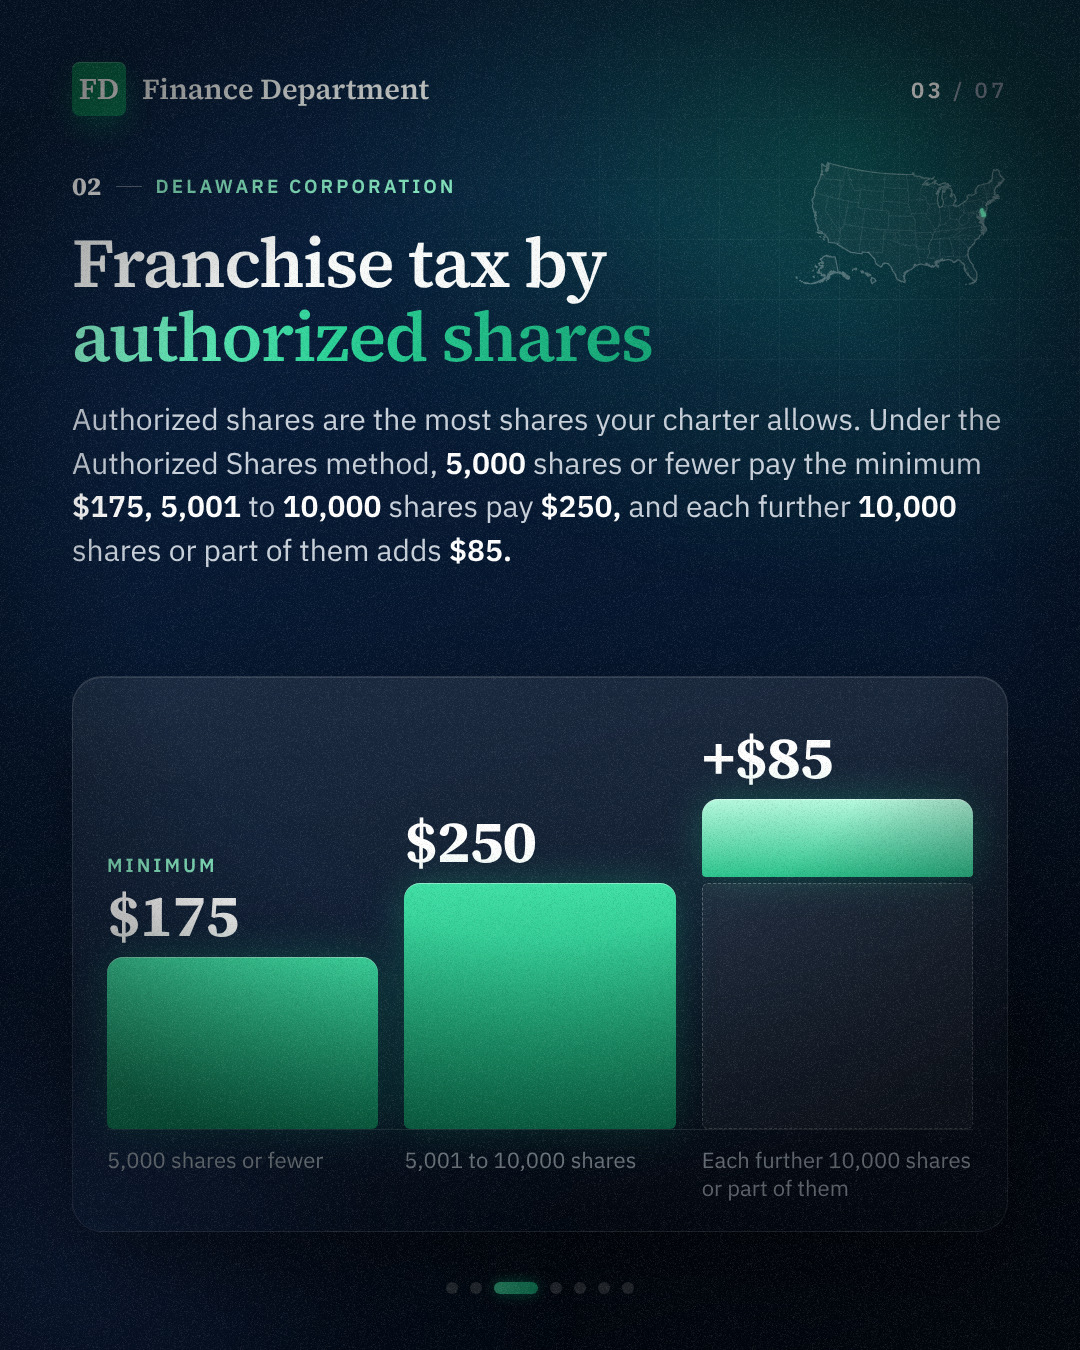 FD Finance Department
03 / 07
02 — DELAWARE CORPORATION
Franchise tax by
authorized shares
Authorized shares are the most shares your charter allows. Under the
Authorized Shares method, 5,000 shares or fewer pay the minimum
$175, 5,001 to 10,000 shares pay $250, and each further 10,000
shares or part of them adds $85.
MINIMUM
$175
$250
+$85
5,000 shares or fewer
5,001 to 10,000 shares
Each further 10,000 shares
or part of them